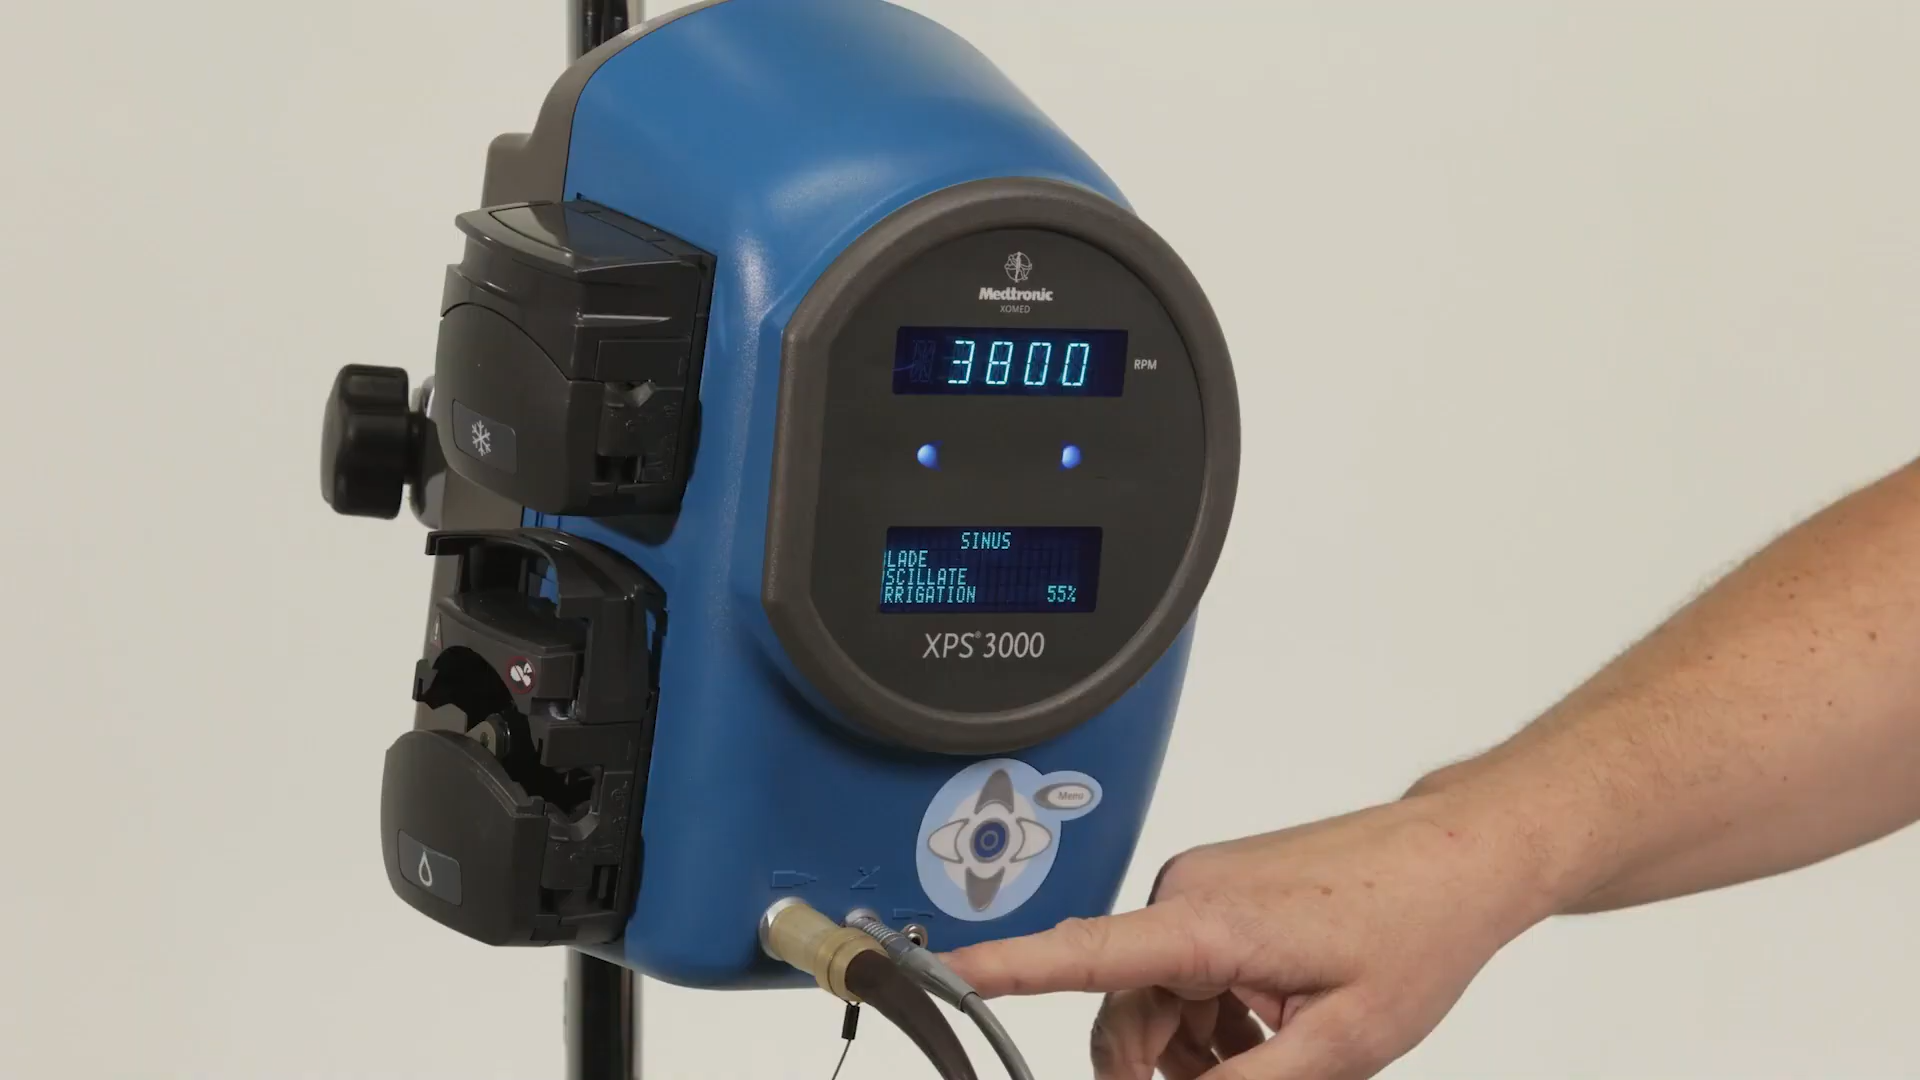 Medtronic
XOMED
3800
RPM
SINUS
LADE
SCILLATE
RRIGATION 55%
XPS® 3000
Menu